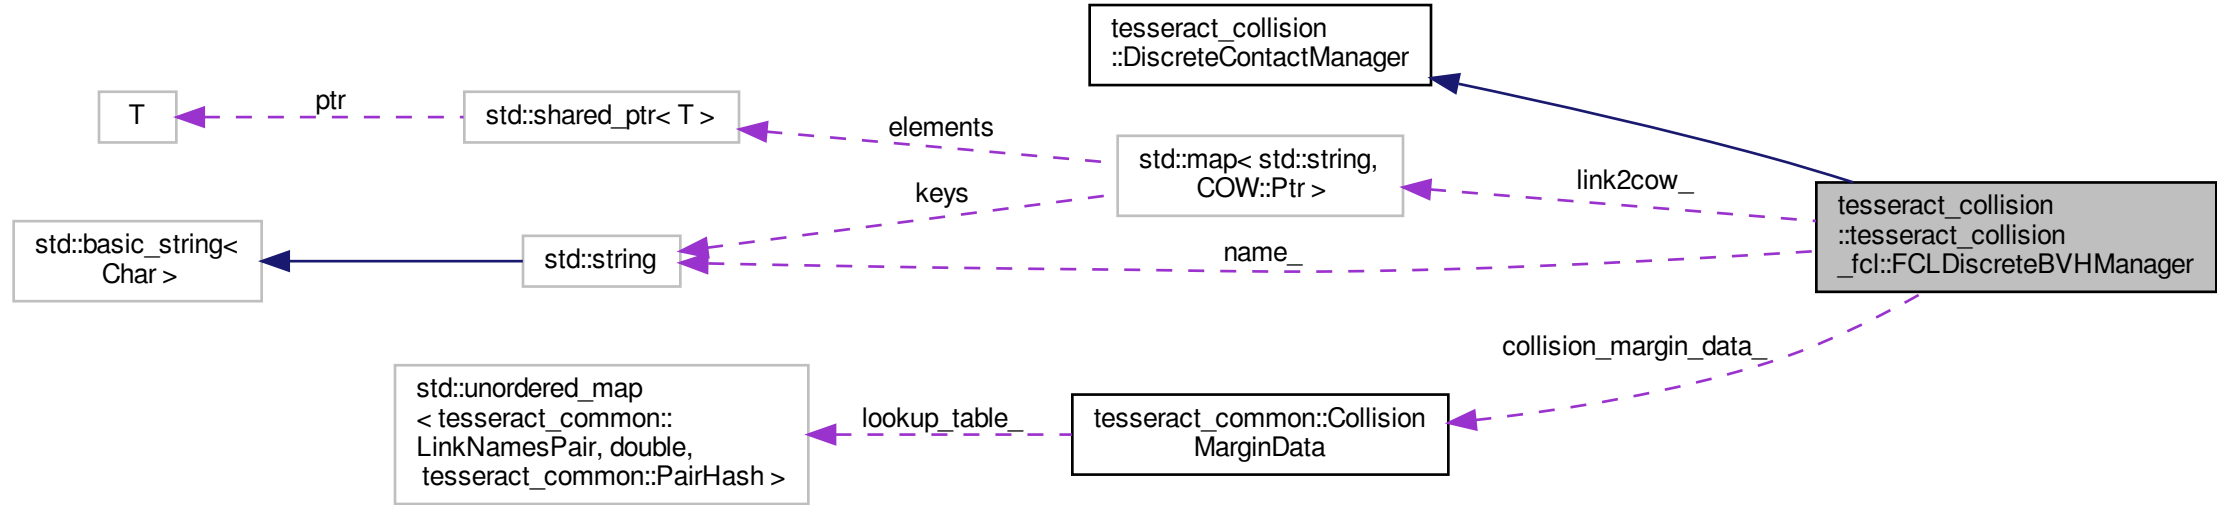 tesseract_collision
::DiscreteContactManager
T
ptr
std::shared_ptr< T >
elements
std::map< std::string,
COW::Ptr >
link2cow_
keys
tesseract_collision
::tesseract_collision
_fcl::FCLDiscreteBVHManager
std::basic_string<
Char >
std::string
name_
collision_margin_data_
std::unordered_map
< tesseract_common::
LinkNamesPair, double,
tesseract_common::PairHash >
lookup_table_
tesseract_common::Collision
MarginData